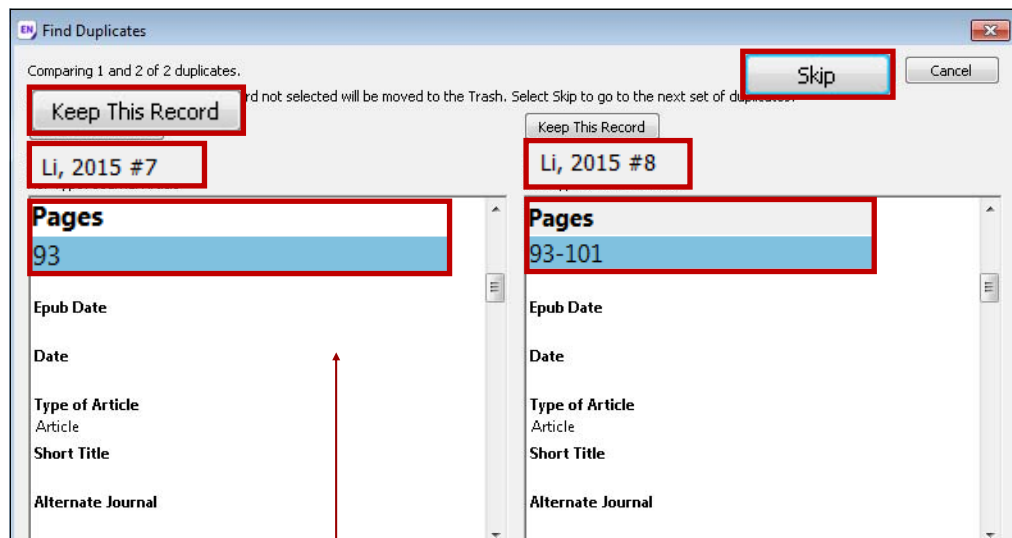 EN Find Duplicates
Comparing 1 and 2 of 2 duplicates.
Skip
Cancel
Keep This Record
not selected will be moved to the Trash. Select Skip to go to the next set of
Keep This Record
Li, 2015 #7
Li, 2015 #8
Pages
Pages
93
93-101
Epub Date
Epub Date
Date
Date
Type of Article
Type of Article
Article
Article
Short Title
Short Title
Alternate Journal
Alternate Journal